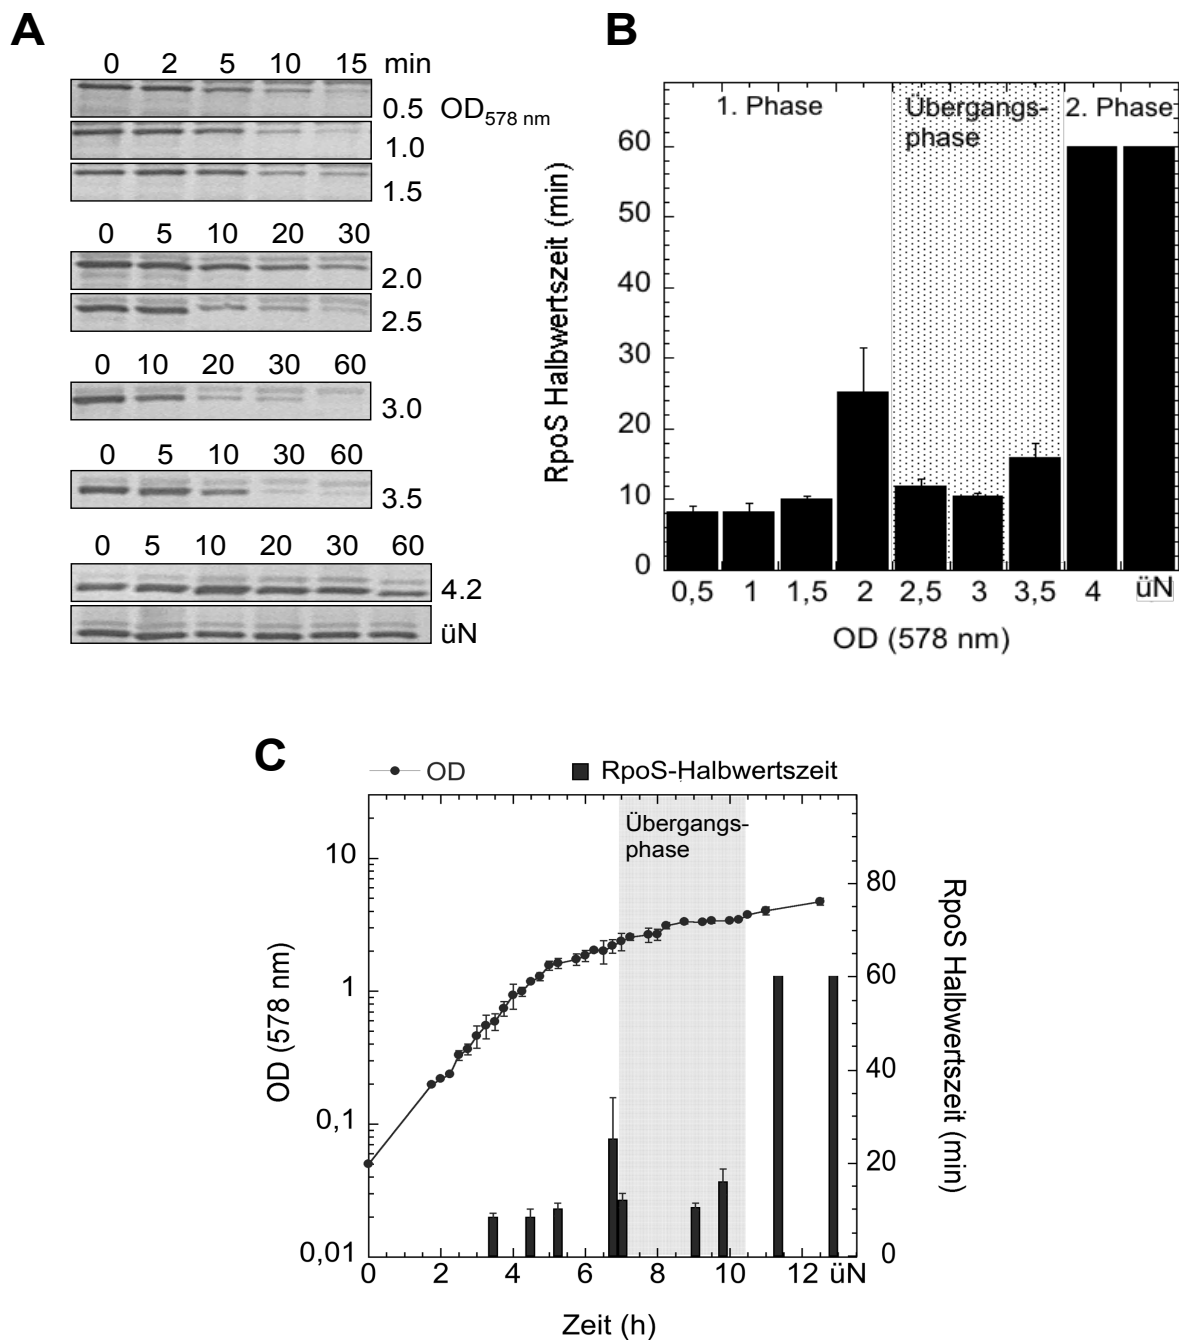 A
0 2 5 10 15 min
0.5 OD578 nm
1.0
1.5
0 5 10 20 30
2.0
2.5
0 10 20 30 60
3.0
0 5 10 30 60
3.5
0 5 10 20 30 60
4.2
üN
B
1. Phase
Übergangs-
phase
2. Phase
RpoS Halbwertszeit (min)
60
50
40
30
20
10
0
0,5 1 1,5 2 2,5 3 3,5 4 üN
OD (578 nm)
C
OD
RpoS-Halbwertszeit
Übergangs-
phase
OD (578 nm)
10
1
0,1
0,01
80
60
40
20
0
RpoS Halbwertszeit (min)
0 2 4 6 8 10 12 üN
Zeit (h)